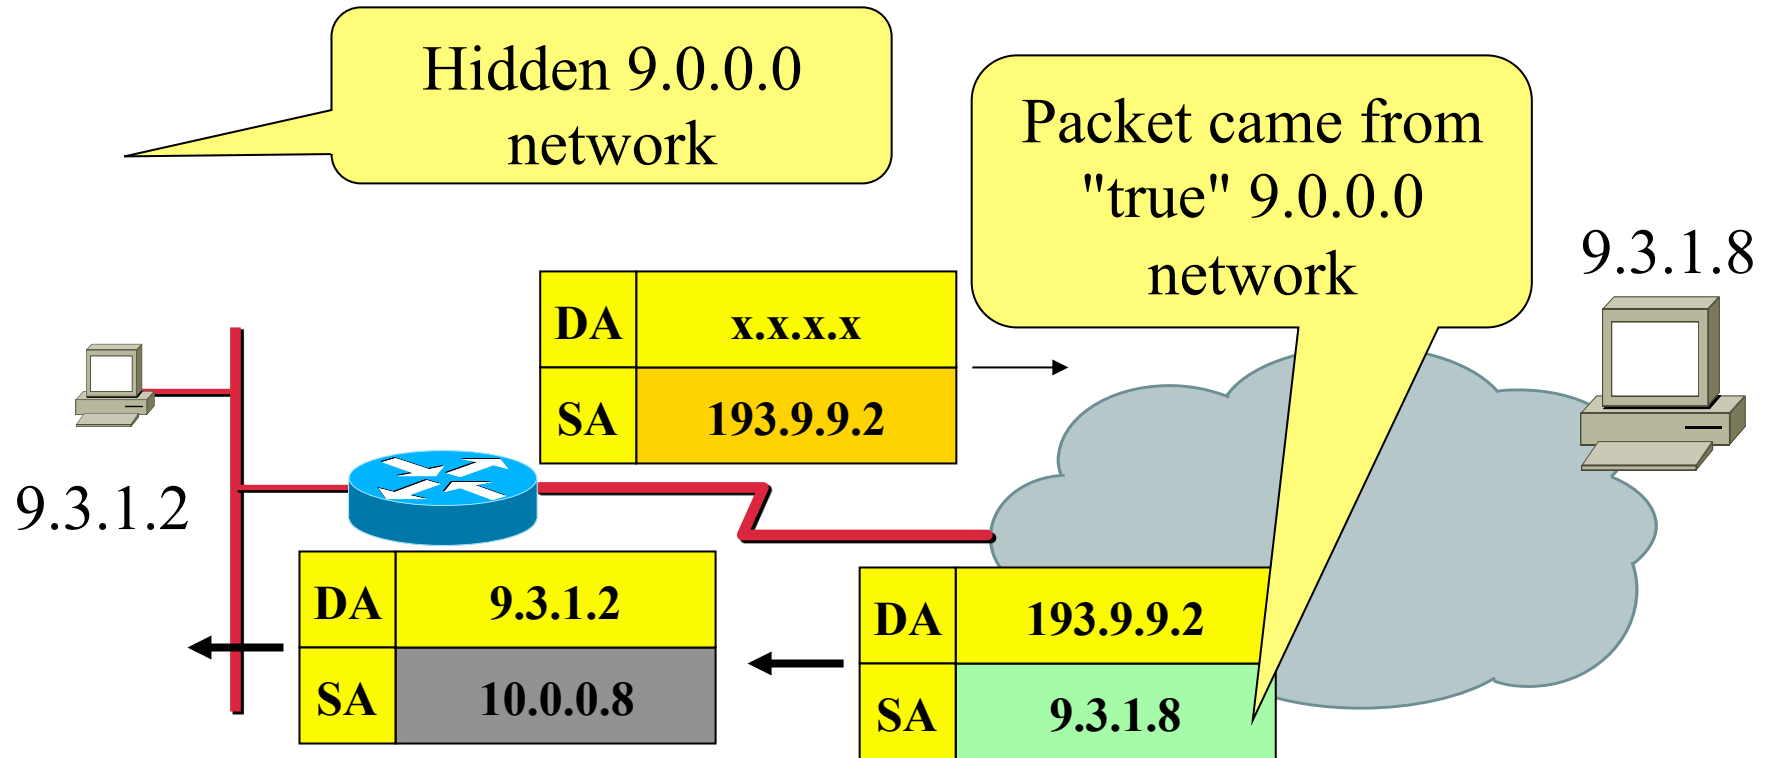 Hidden 9.0.0.0
network
Packet came from
"true" 9.0.0.0
network
9.3.1.8
DA x.x.x.x
SA 193.9.9.2
9.3.1.2
DA 9.3.1.2
SA 10.0.0.8
DA 193.9.9.2
SA 9.3.1.8